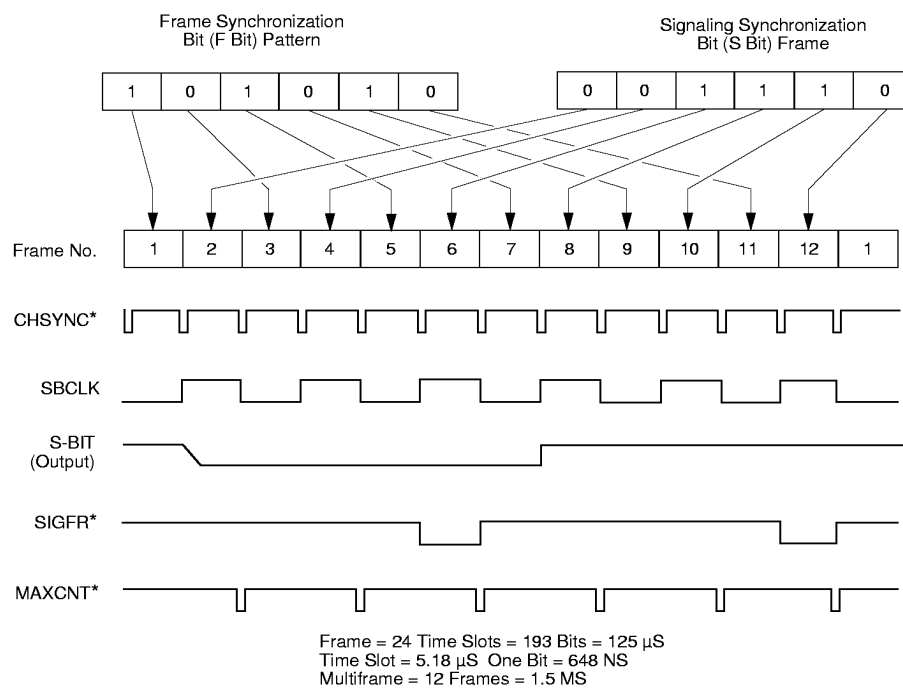 Frame Synchronization
Bit (F Bit) Pattern
Signaling Synchronization
Bit (S Bit) Frame
1 0 1 0 1 0
0 0 1 1 1 0
Frame No. 1 2 3 4 5 6 7 8 9 10 11 12 1
CHSYNC*
SBCLK
S-BIT
(Output)
SIGFR*
MAXCNT*
Frame = 24 Time Slots = 193 Bits = 125 µS
Time Slot = 5.18 µS One Bit = 648 NS
Multiframe = 12 Frames = 1.5 MS